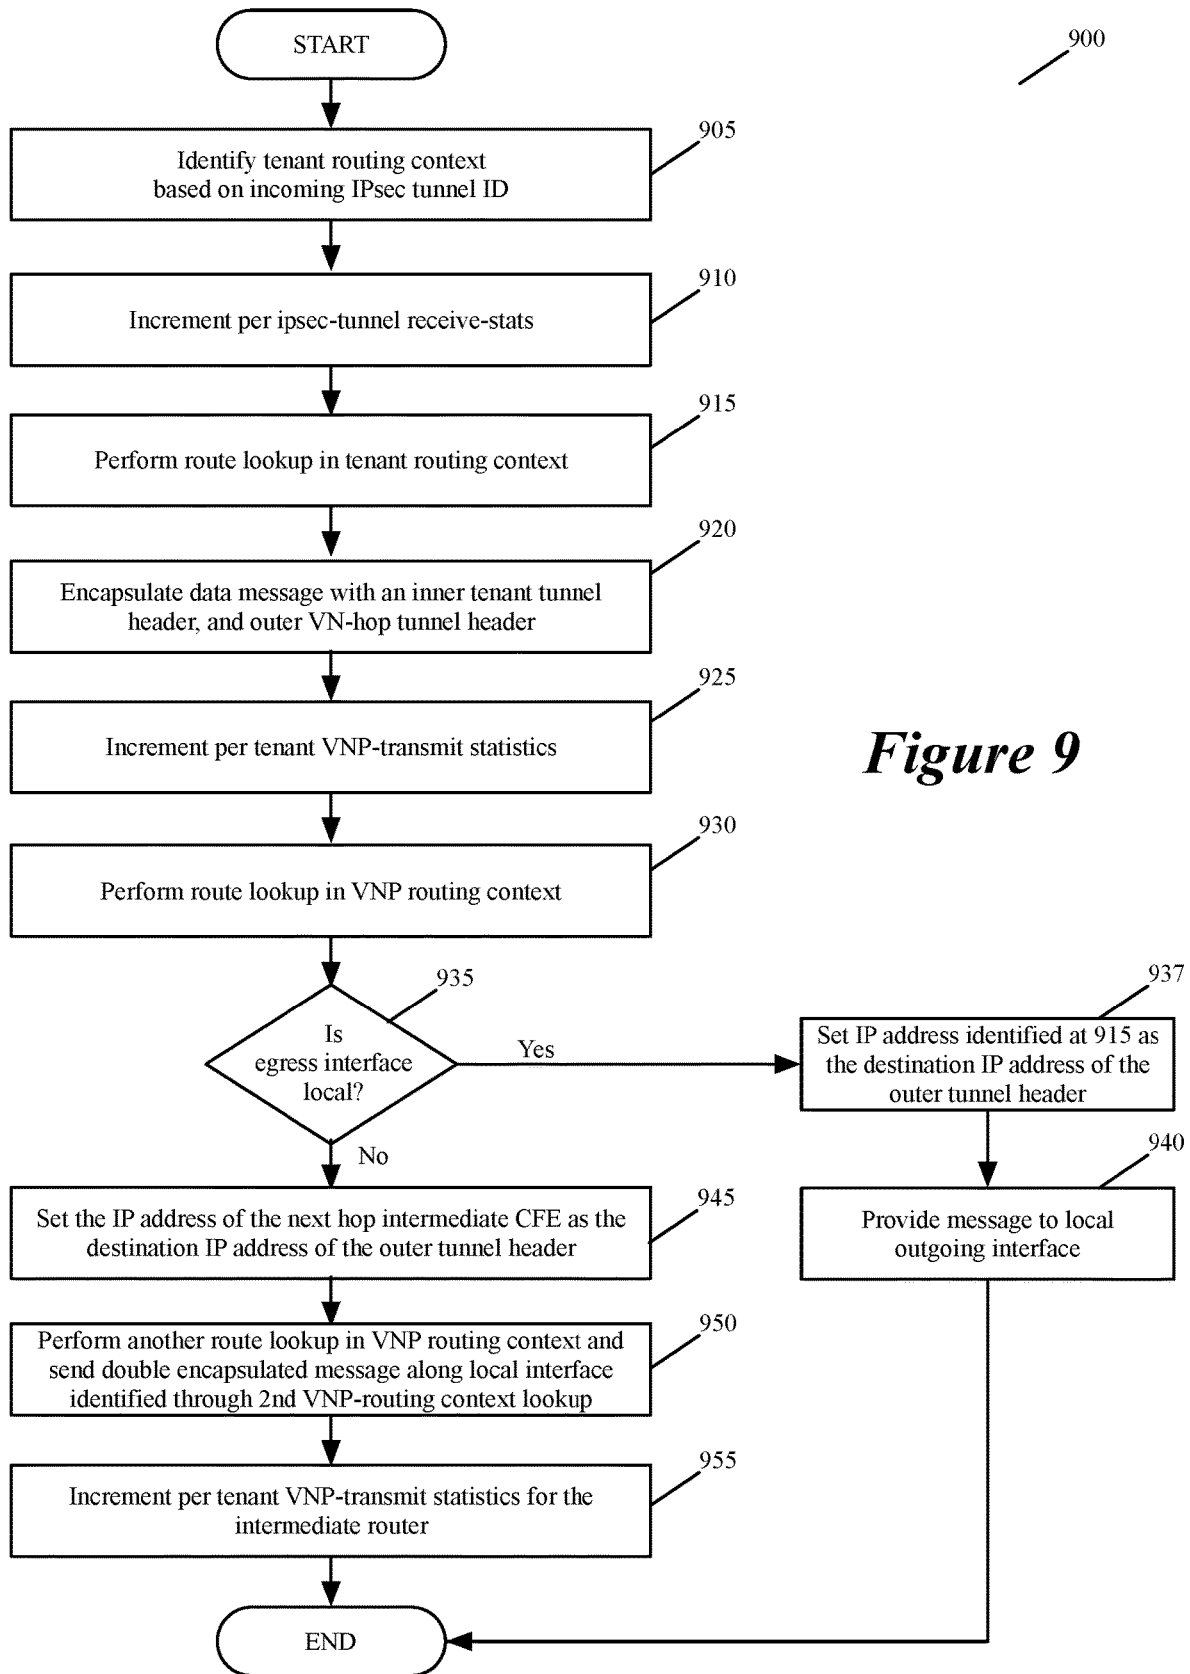 START
900
905
Identify tenant routing context
based on incoming IPsec tunnel ID
910
Increment per ipsec-tunnel receive-stats
915
Perform route lookup in tenant routing context
920
Encapsulate data message with an inner tenant tunnel
header, and outer VN-hop tunnel header
925
Increment per tenant VNP-transmit statistics
Figure 9
930
Perform route lookup in VNP routing context
935
Is
egress interface
local?
Yes
No
937
Set IP address identified at 915 as
the destination IP address of the
outer tunnel header
940
Provide message to local
outgoing interface
945
Set the IP address of the next hop intermediate CFE as the
destination IP address of the outer tunnel header
950
Perform another route lookup in VNP routing context and
send double encapsulated message along local interface
identified through 2nd VNP-routing context lookup
955
Increment per tenant VNP-transmit statistics for the
intermediate router
END